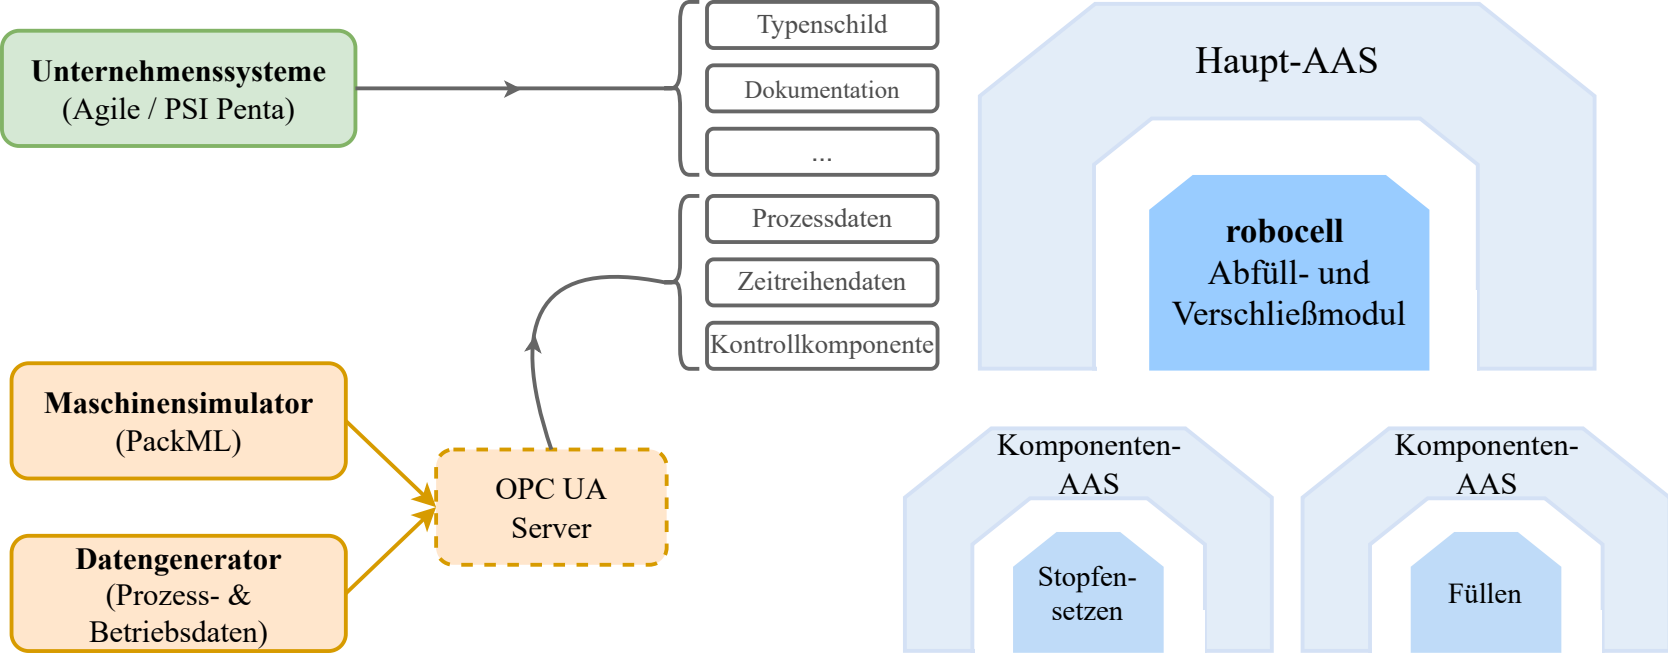 Unternehmenssysteme
(Agile / PSI Penta)
Typenschild
Dokumentation
...
Prozessdaten
Zeitreihendaten
Kontrollkomponente
Haupt-AAS
robocell
Abfüll- und
Verschließmodul
Maschinensimulator
(PackML)
Datengenerator
(Prozess- &
Betriebsdaten)
OPC UA
Server
Komponenten-
AAS
Stopfen-
setzen
Komponenten-
AAS
Füllen